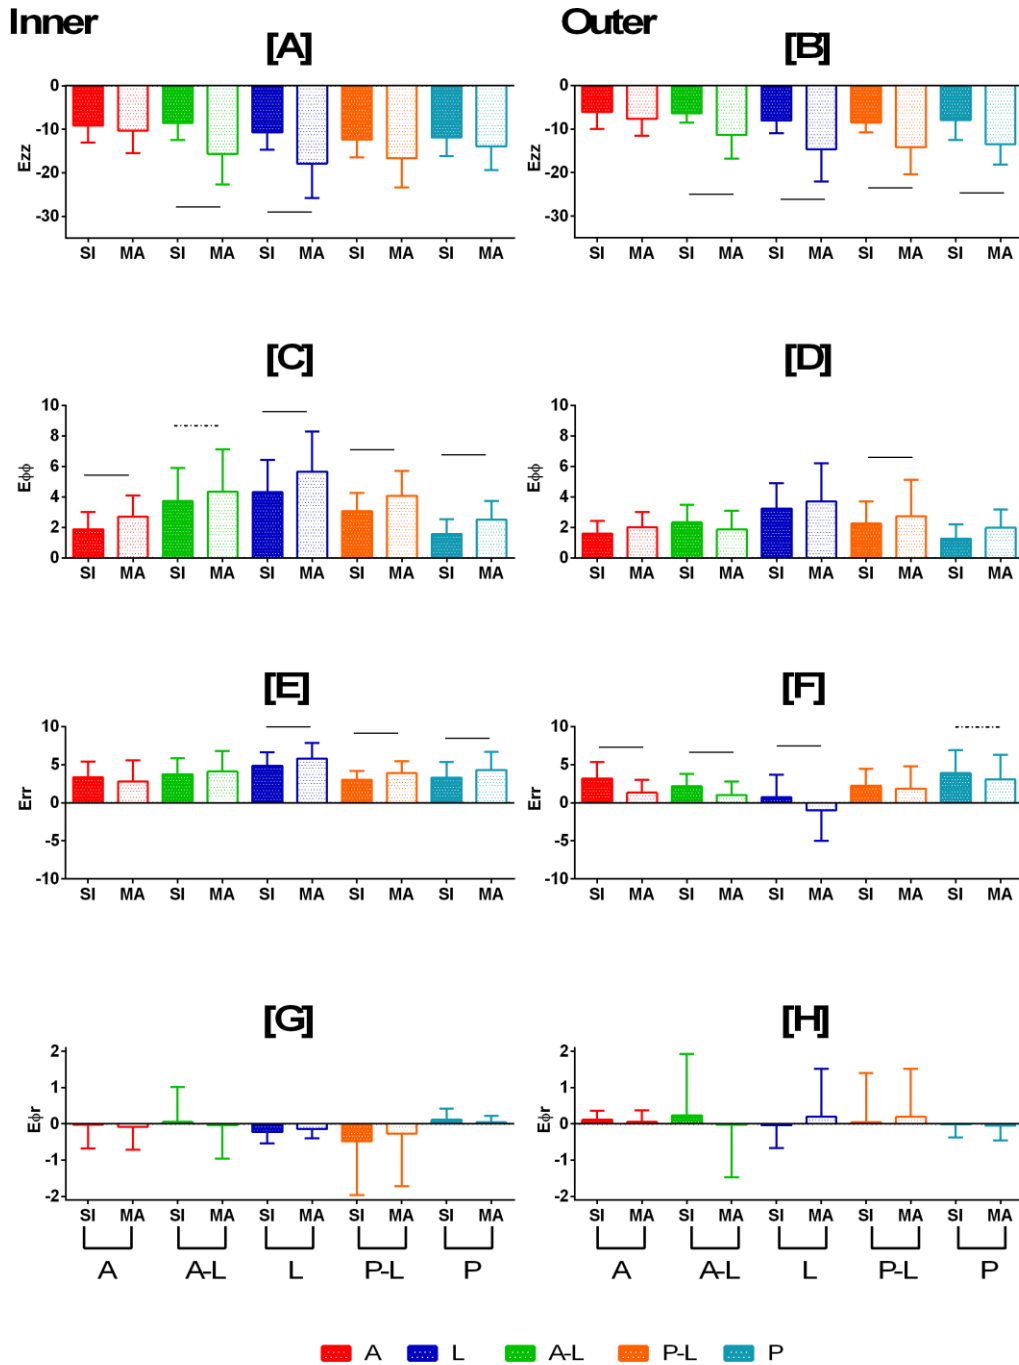 Inner Outer
[A] [B]
0 0
-10 -10
Ezz Ezz
-20 -20
-30 -30
SI MA SI MA SI MA SI MA SI MA SI MA SI MA SI MA SI MA SI MA
[C] [D]
10 10
8 8
6 6
Eϕϕ Eϕϕ
4 4
2 2
0 0
SI MA SI MA SI MA SI MA SI MA SI MA SI MA SI MA SI MA SI MA
[E] [F]
10 10
5 5
Err Err
0 0
-5 -5
-10 -10
SI MA SI MA SI MA SI MA SI MA SI MA SI MA SI MA SI MA SI MA
[G] [H]
2 2
1 1
Eϕr Eϕr
0 0
-1 -1
-2 -2
SI MA SI MA SI MA SI MA SI MA SI MA SI MA SI MA SI MA SI MA
A A-L L P-L P A A-L L P-L P
A L A-L P-L P